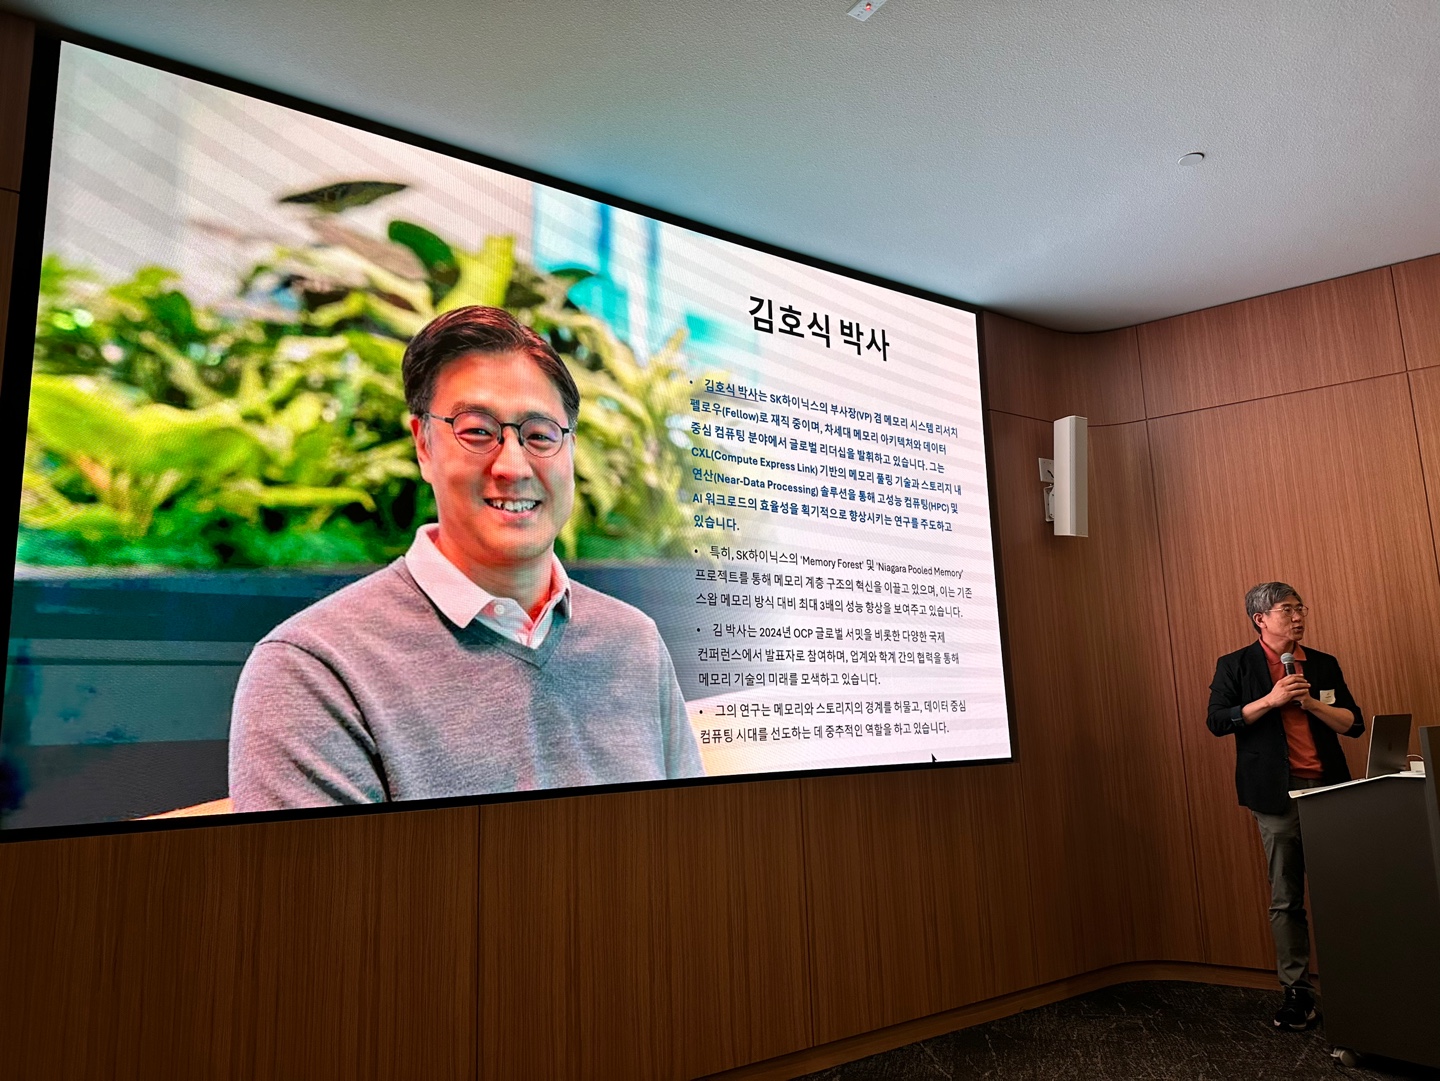 김호식 박사
• 김호식 박사는 SK하이닉스의 부사장(VP) 겸 메모리 시스템 리서치
펠로우(Fellow)로 재직 중이며, 차세대 메모리 아키텍처와 데이터
중심 컴퓨팅 분야에서 글로벌 리더십을 발휘하고 있습니다. 그는
CXL(Compute Express Link) 기반의 메모리 풀링 기술과 스토리지 내
연산(Near-Data Processing) 솔루션을 통해 고성능 컴퓨팅(HPC) 및
AI 워크로드의 효율성을 획기적으로 향상시키는 연구를 주도하고
있습니다.
• 특히, SK하이닉스의 'Memory Forest' 및 'Niagara Pooled Memory'
프로젝트를 통해 메모리 계층 구조의 혁신을 이끌고 있으며, 이는 기존
스왑 메모리 방식 대비 최대 3배의 성능 향상을 보여주고 있습니다.
• 김 박사는 2024년 OCP 글로벌 서밋을 비롯한 다양한 국제
컨퍼런스에서 발표자로 참여하며, 업계와 학계 간의 협력을 통해
메모리 기술의 미래를 모색하고 있습니다.
• 그의 연구는 메모리와 스토리지의 경계를 허물고, 데이터 중심
컴퓨팅 시대를 선도하는 데 중추적인 역할을 하고 있습니다.